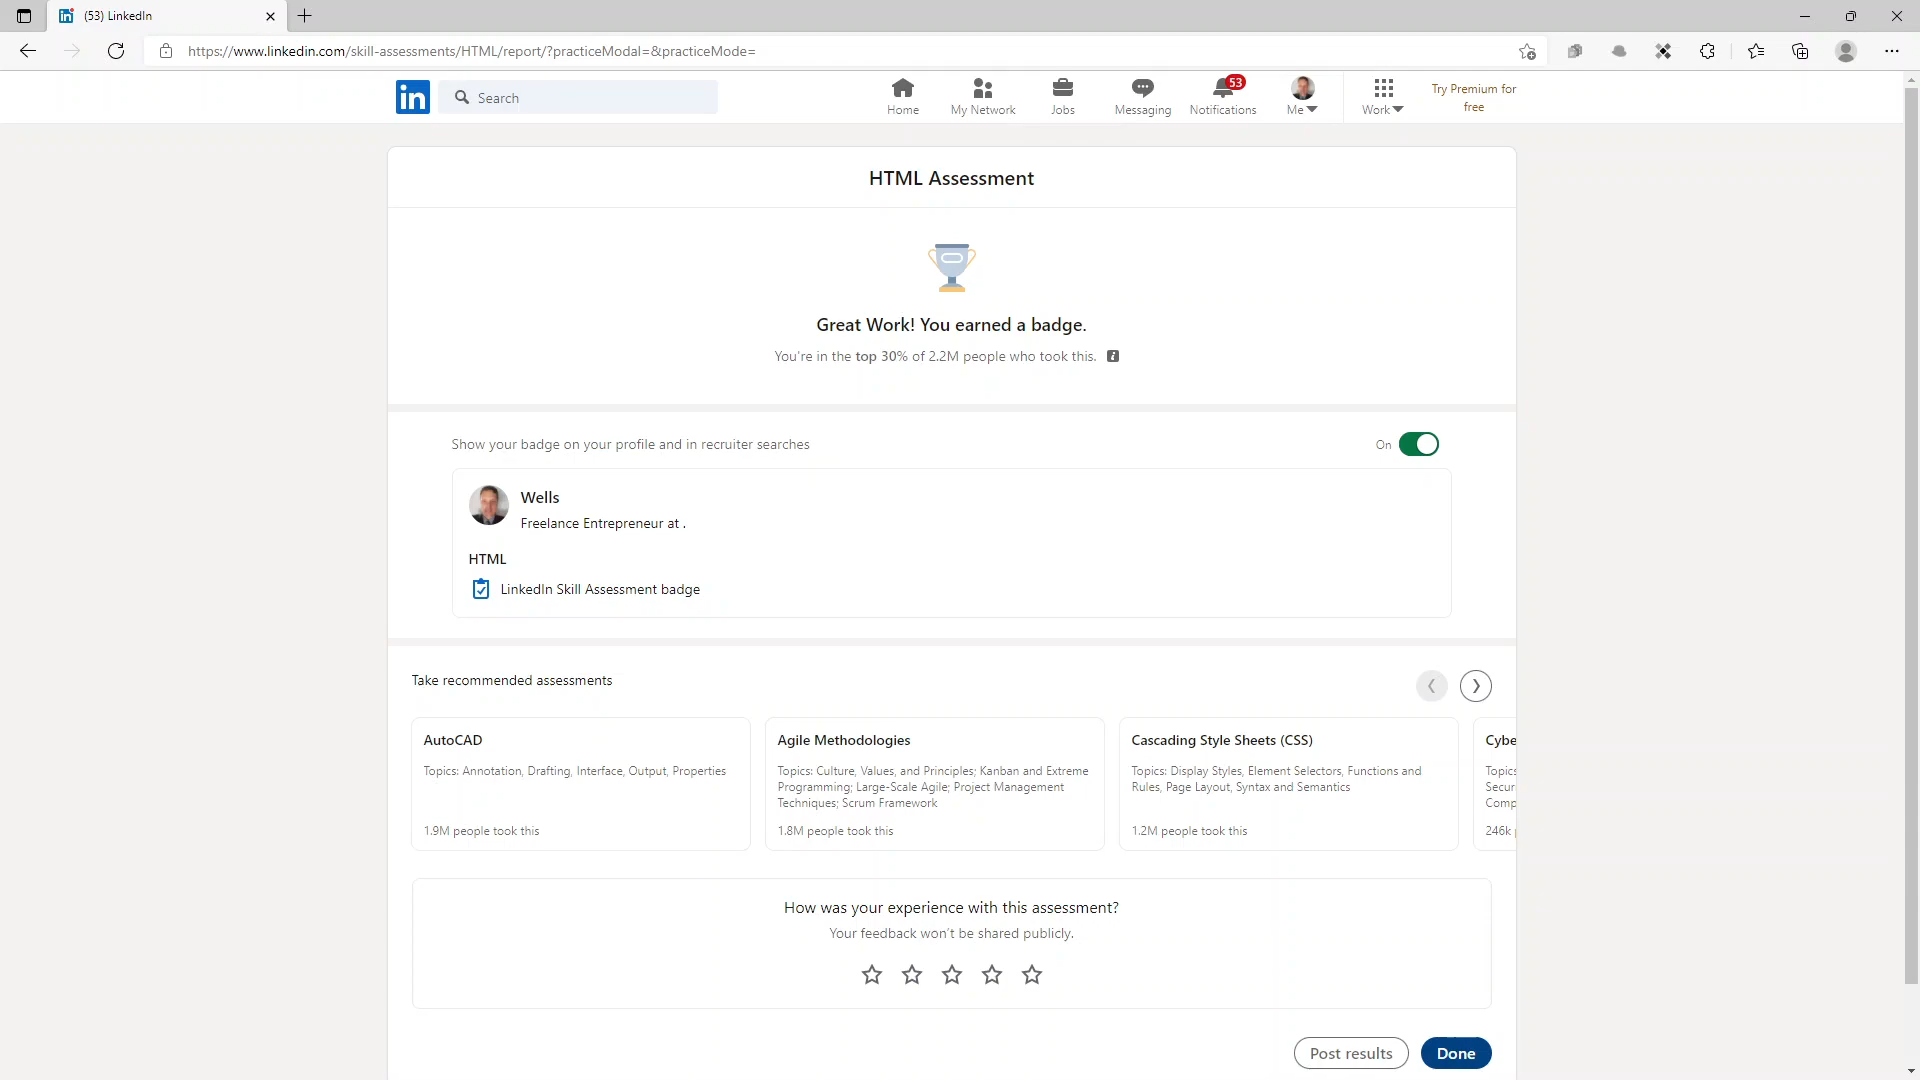 (53) LinkedIn
https://www.linkedin.com/skill-assessments/HTML/report/?practiceModal=&practiceMode=
in
Search
Home
My Network
Jobs
Messaging
53
Notifications
Me
Work
Try Premium for
free
HTML Assessment
Great Work! You earned a badge.
You're in the top 30% of 2.2M people who took this.
Show your badge on your profile and in recruiter searches
On
Wells
Freelance Entrepreneur at .
HTML
LinkedIn Skill Assessment badge
Take recommended assessments
AutoCAD
Topics: Annotation, Drafting, Interface, Output, Properties
1.9M people took this
Agile Methodologies
Topics: Culture, Values, and Principles; Kanban and Extreme
Programming; Large-Scale Agile; Project Management
Techniques; Scrum Framework
1.8M people took this
Cascading Style Sheets (CSS)
Topics: Display Styles, Element Selectors, Functions and
Rules, Page Layout, Syntax and Semantics
1.2M people took this
Cybe
Topics
Secur
Comp
246k
How was your experience with this assessment?
Your feedback won't be shared publicly.
Post results
Done